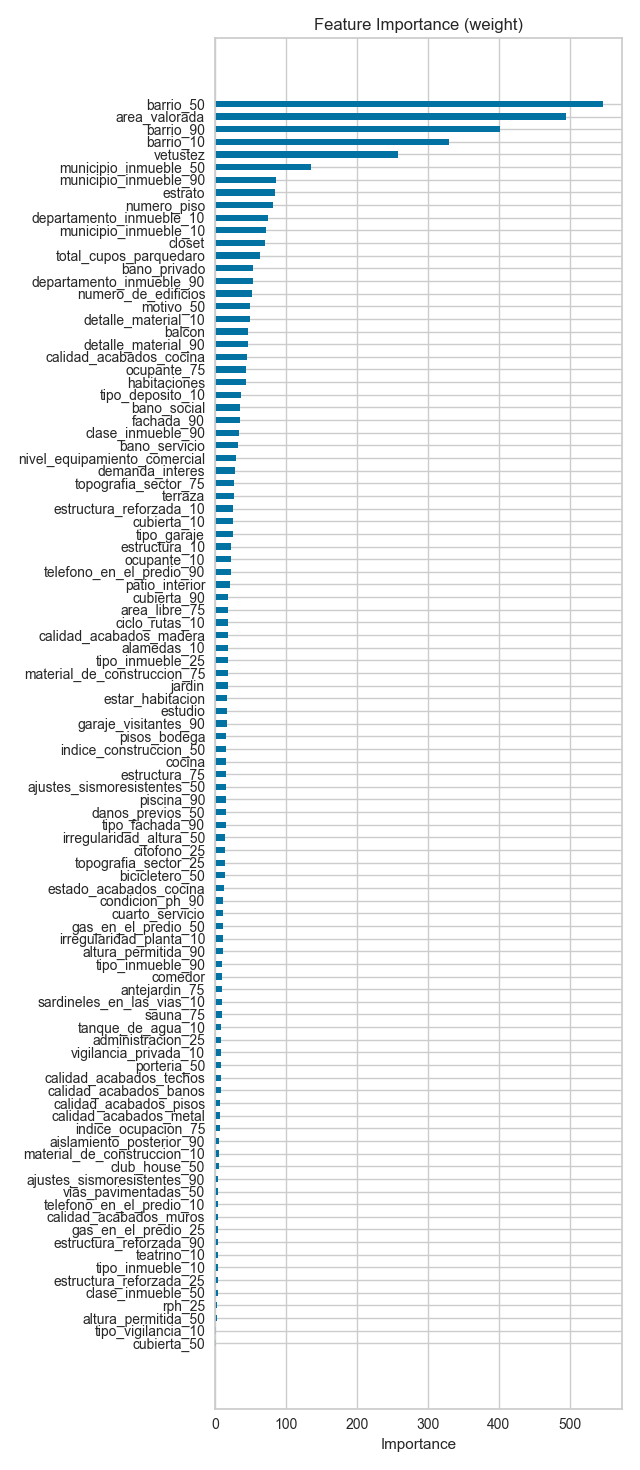 Feature Importance (weight)
barrio_50
area_valorada
barrio_90
barrio_10
vetustez
municipio_inmueble_50
municipio_inmueble_90
estrato
numero_piso
departamento_inmueble_10
municipio_inmueble_10
closet
total_cupos_parquedaro
bano_privado
departamento_inmueble_90
numero_de_edificios
motivo_50
detalle_material_10
balcon
detalle_material_90
calidad_acabados_cocina
ocupante_75
habitaciones
tipo_deposito_10
bano_social
fachada_90
clase_inmueble_90
bano_servicio
nivel_equipamiento_comercial
demanda_interes
topografia_sector_75
terraza
estructura_reforzada_10
cubierta_10
tipo_garaje
estructura_10
ocupante_10
telefono_en_el_predio_90
patio_interior
cubierta_90
area_libre_75
ciclo_rutas_10
calidad_acabados_madera
alamedas_10
tipo_inmueble_25
material_de_construccion_75
jardin
estar_habitacion
estudio
garaje_visitantes_90
pisos_bodega
indice_construccion_50
cocina
estructura_75
ajustes_sismoresistentes_50
piscina_90
danos_previos_50
tipo_fachada_90
irregularidad_altura_50
citofono_25
topografia_sector_25
bicicletero_50
estado_acabados_cocina
condicion_ph_90
cuarto_servicio
gas_en_el_predio_50
irregularidad_planta_10
altura_permitida_90
tipo_inmueble_90
comedor
antejardin_75
sardineles_en_las_vias_10
sauna_75
tanque_de_agua_10
administracion_25
vigilancia_privada_10
porteria_50
calidad_acabados_techos
calidad_acabados_banos
calidad_acabados_pisos
calidad_acabados_metal
indice_ocupacion_75
aislamiento_posterior_90
material_de_construccion_10
club_house_50
ajustes_sismoresistentes_90
vias_pavimentadas_50
telefono_en_el_predio_10
calidad_acabados_muros
gas_en_el_predio_25
estructura_reforzada_90
teatrino_10
tipo_inmueble_10
estructura_reforzada_25
clase_inmueble_50
rph_25
altura_permitida_50
tipo_vigilancia_10
cubierta_50
0 100 200 300 400 500
Importance